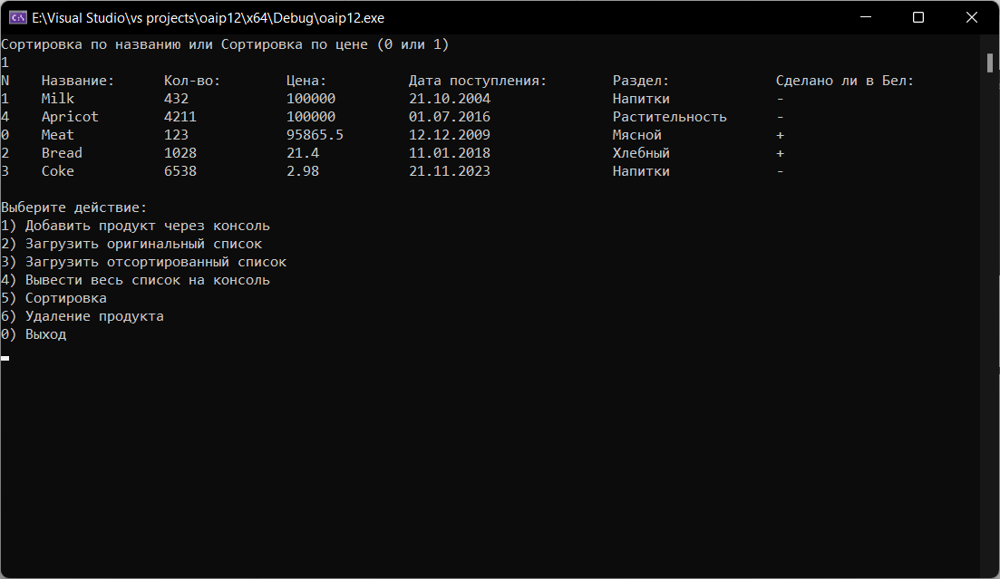 E:\Visual Studio\vs projects\oaip12\x64\Debug\oaip12.exe
Сортировка по названию или Сортировка по цене (0 или 1)
1
N Название: Кол-во: Цена: Дата поступления: Раздел: Сделано ли в Бел:
1 Milk 432 100000 21.10.2004 Напитки -
4 Apricot 4211 100000 01.07.2016 Растительность -
0 Meat 123 95865.5 12.12.2009 Мясной +
2 Bread 1028 21.4 11.01.2018 Хлебный +
3 Coke 6538 2.98 21.11.2023 Напитки -
Выберите действие:
1) Добавить продукт через консоль
2) Загрузить оригинальный список
3) Загрузить отсортированный список
4) Вывести весь список на консоль
5) Сортировка
6) Удаление продукта
0) Выход